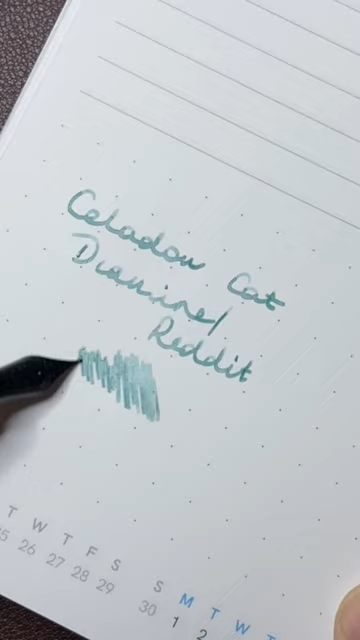 Celadon Cat
Diamine/
Reddit
T W T F S S M T W T
25 26 27 28 29 30 1 2